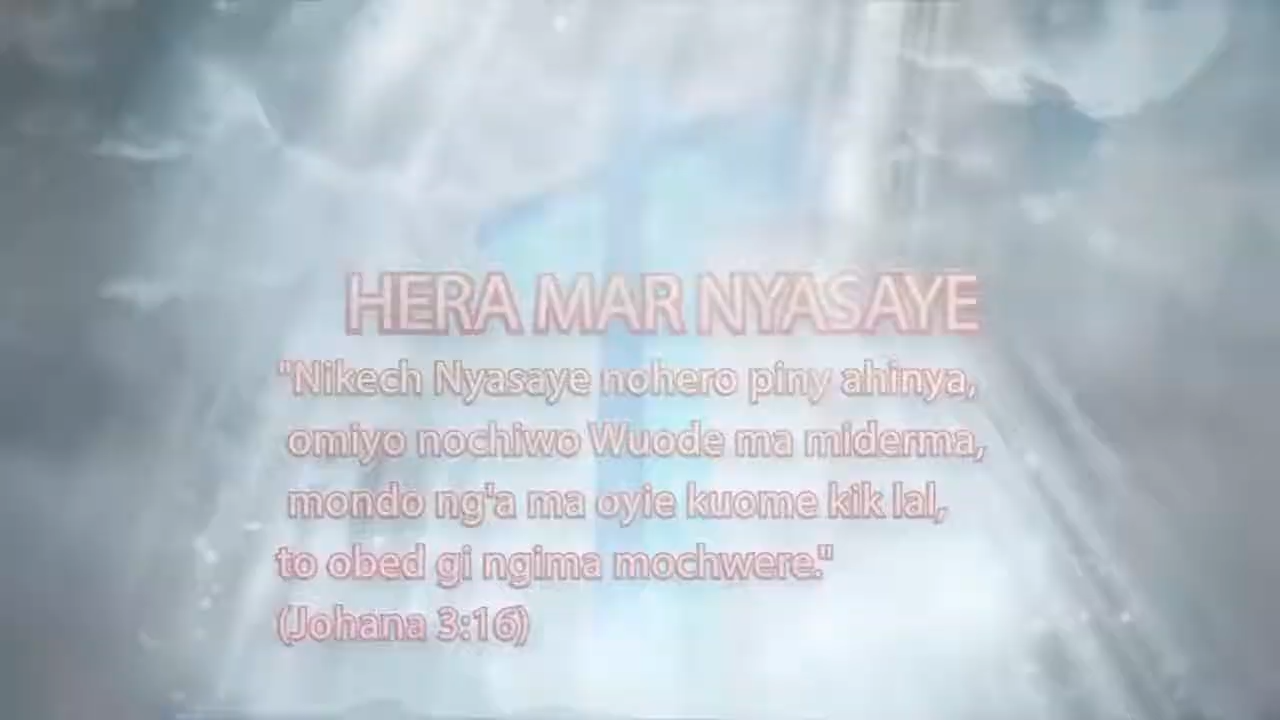 HERA MAR NYASAYE
"Nikech Nyasaye nohero piny ahinya,
omiyo nochiwo Wuode ma miderma,
mondo ng'a ma oyie kuome kik lal,
to obed gi ngima mochwere."
(Johana 3:16)